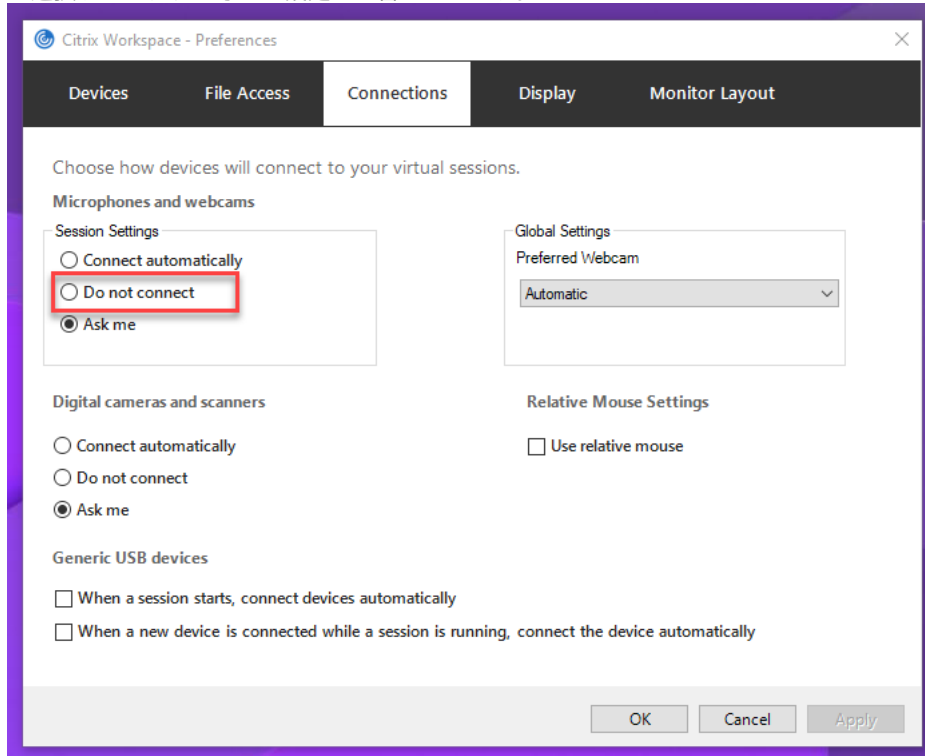 Citrix Workspace - Preferences
Devices File Access Connections Display Monitor Layout
Choose how devices will connect to your virtual sessions.
Microphones and webcams
Session Settings
Connect automatically
Do not connect
Ask me
Global Settings
Preferred Webcam
Automatic
Digital cameras and scanners
Connect automatically
Do not connect
Ask me
Relative Mouse Settings
Use relative mouse
Generic USB devices
When a session starts, connect devices automatically
When a new device is connected while a session is running, connect the device automatically
OK Cancel Apply